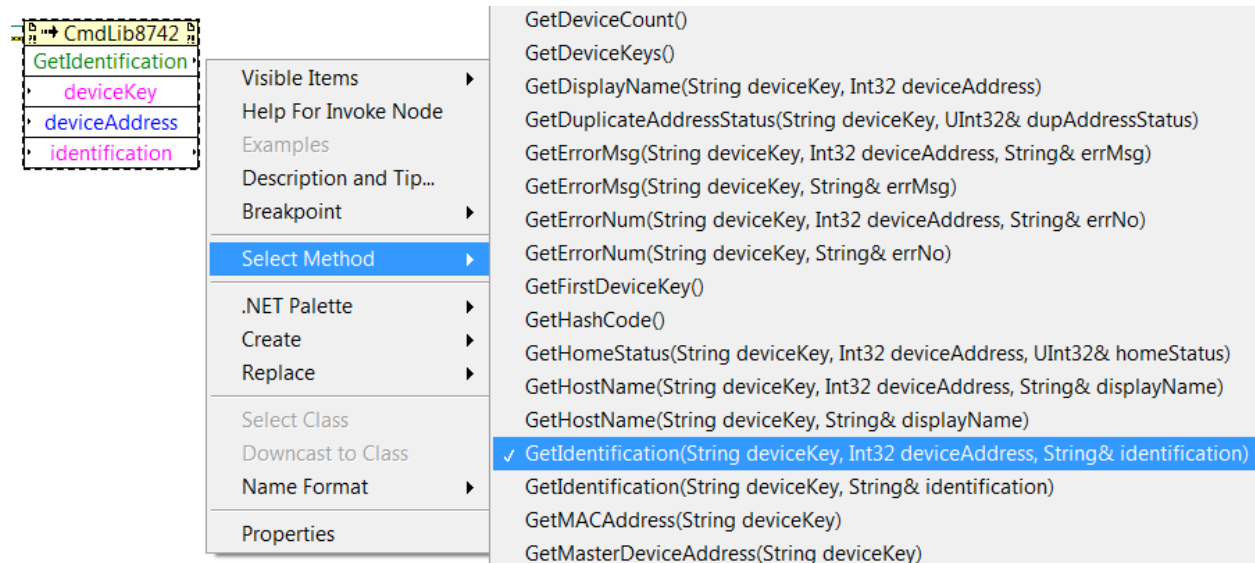 CmdLib8742
GetIdentification
deviceKey
deviceAddress
identification
Visible Items
Help For Invoke Node
Examples
Description and Tip...
Breakpoint
Select Method
.NET Palette
Create
Replace
Select Class
Downcast to Class
Name Format
Properties
GetDeviceCount()
GetDeviceKeys()
GetDisplayName(String deviceKey, Int32 deviceAddress)
GetDuplicateAddressStatus(String deviceKey, UInt32& dupAddressStatus)
GetErrorMsg(String deviceKey, Int32 deviceAddress, String& errMsg)
GetErrorMsg(String deviceKey, String& errMsg)
GetErrorNum(String deviceKey, Int32 deviceAddress, String& errNo)
GetErrorNum(String deviceKey, String& errNo)
GetFirstDeviceKey()
GetHashCode()
GetHomeStatus(String deviceKey, Int32 deviceAddress, UInt32& homeStatus)
GetHostName(String deviceKey, Int32 deviceAddress, String& displayName)
GetHostName(String deviceKey, String& displayName)
GetIdentification(String deviceKey, Int32 deviceAddress, String& identification)
GetIdentification(String deviceKey, String& identification)
GetMACAddress(String deviceKey)
GetMasterDeviceAddress(String deviceKey)